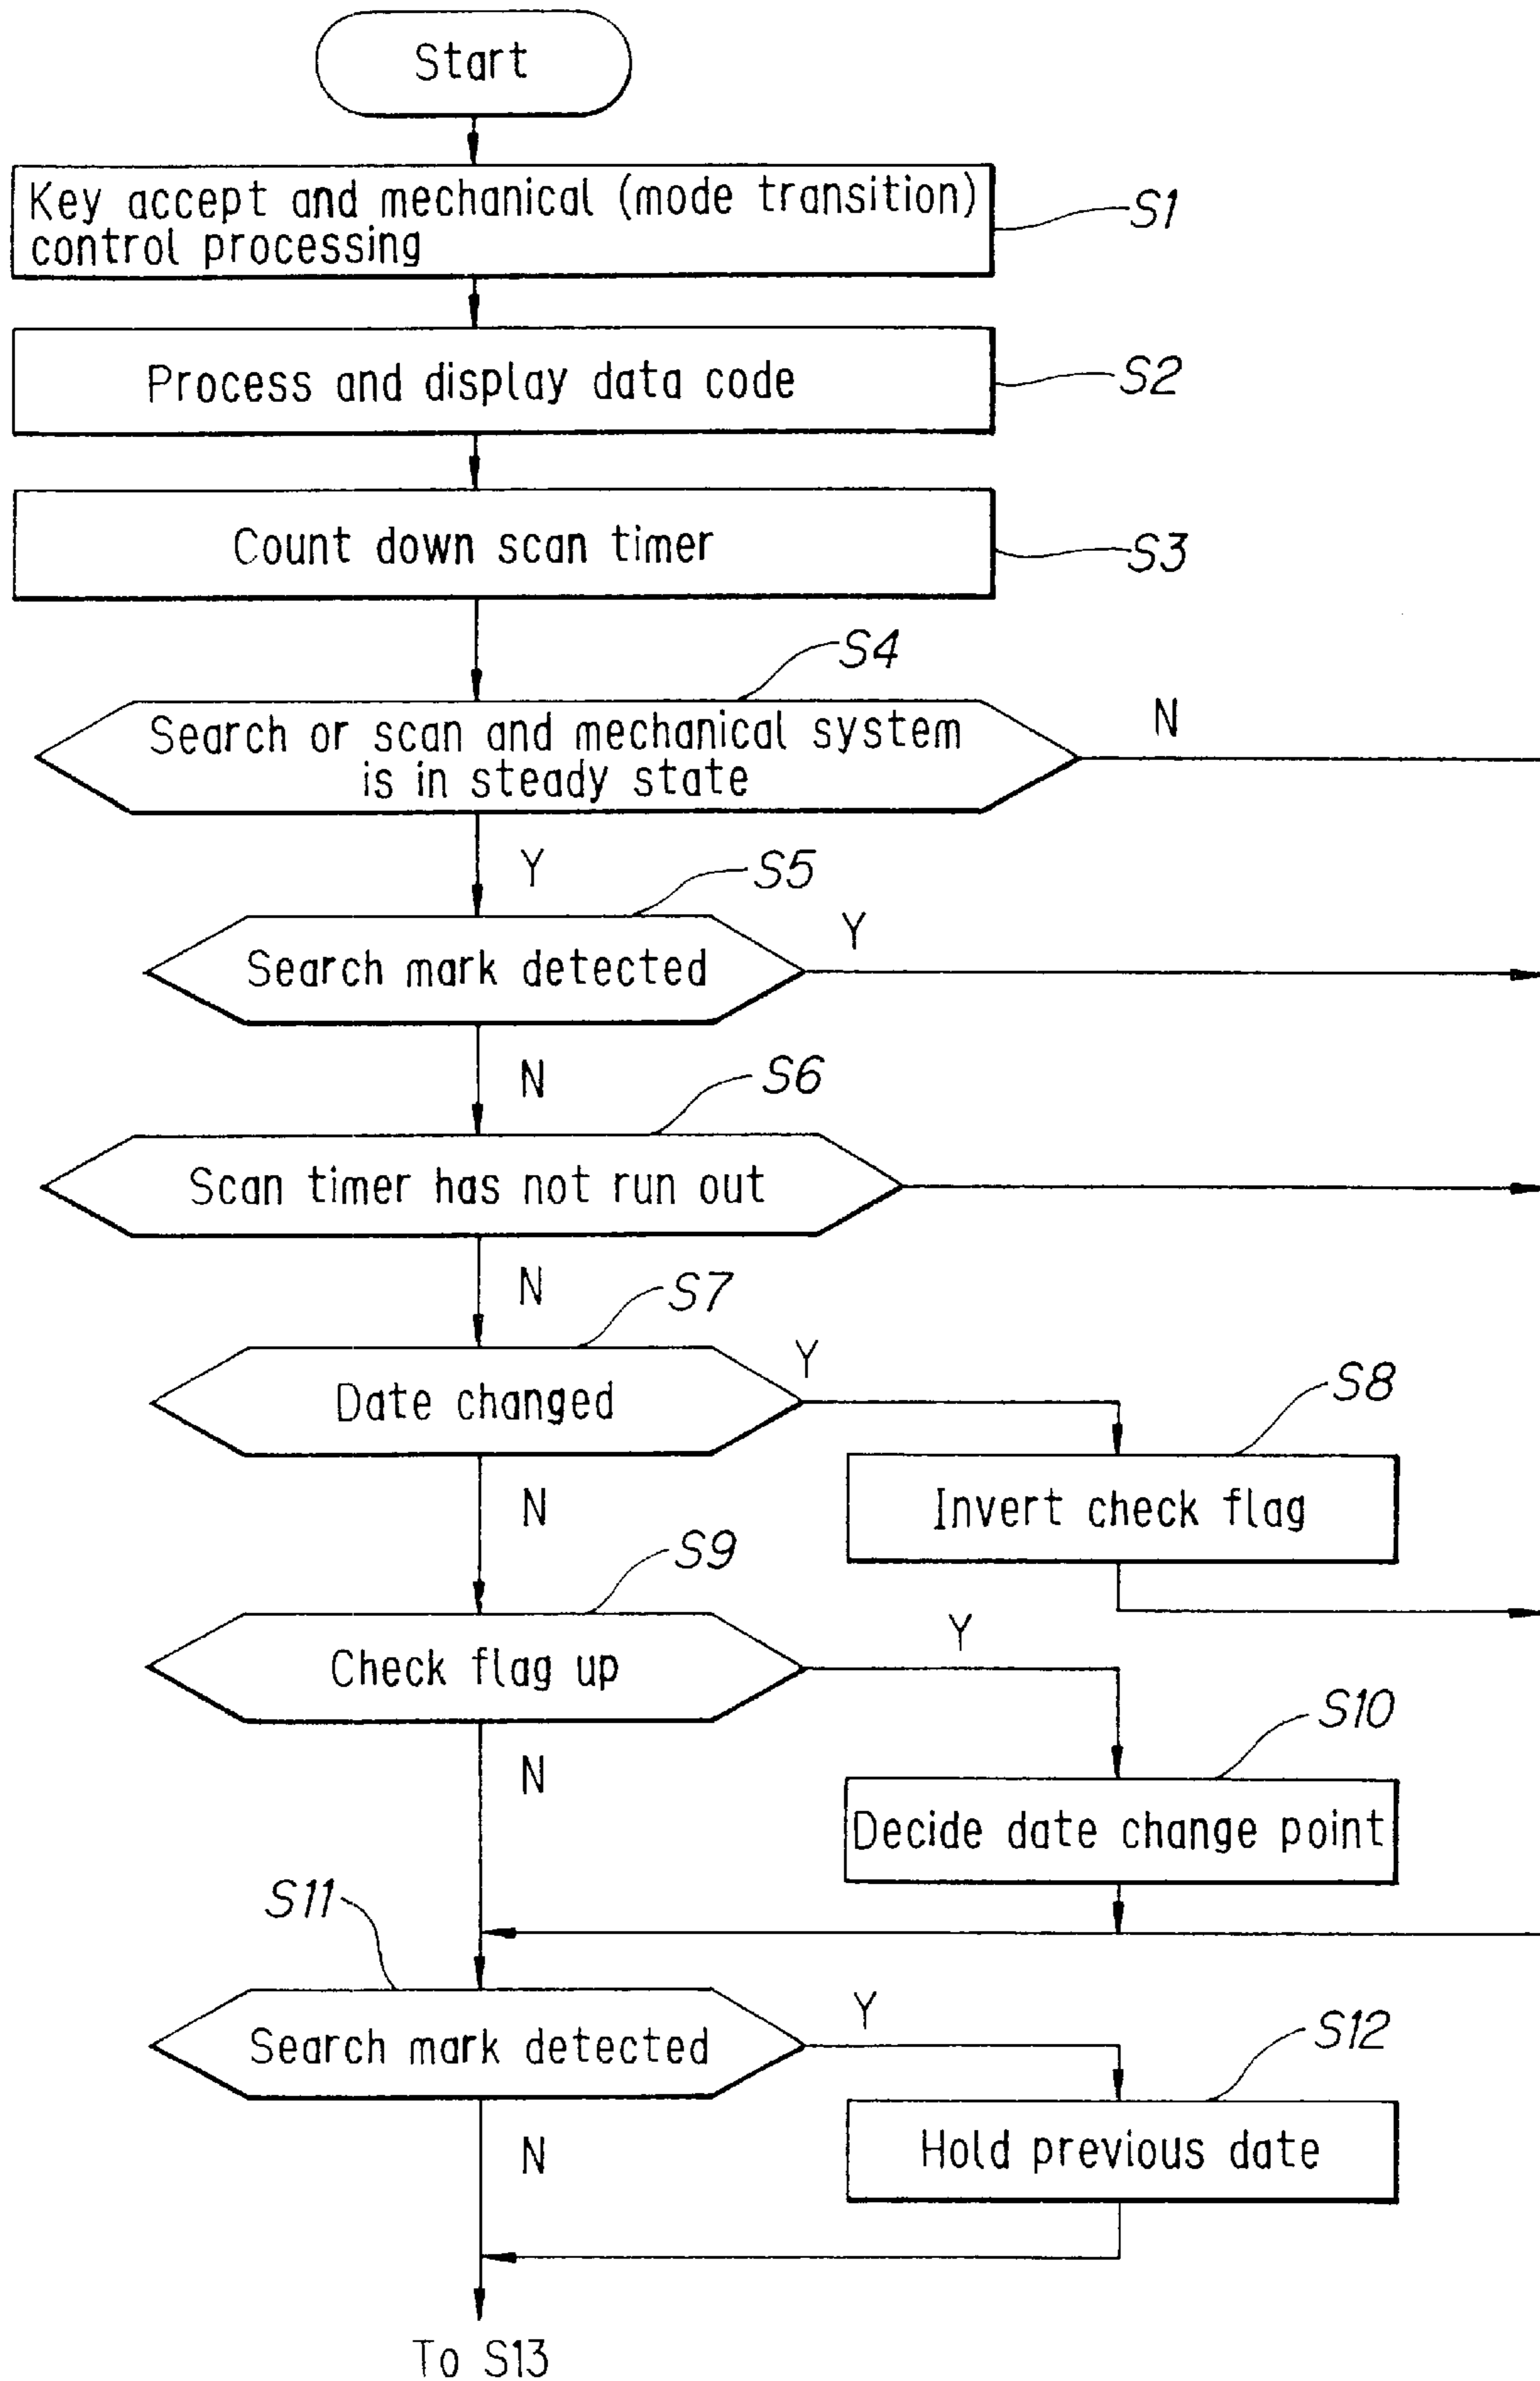 Start
Key accept and mechanical (mode transition)
control processing
S1
Process and display data code
S2
Count down scan timer
S3
S4
Search or scan and mechanical system
is in steady state
N
Y
S5
Search mark detected
Y
N
S6
Scan timer has not run out
N
S7
Date changed
Y
S8
Invert check flag
N
S9
Check flag up
Y
S10
Decide date change point
N
S11
Search mark detected
Y
S12
Hold previous date
N
To S13